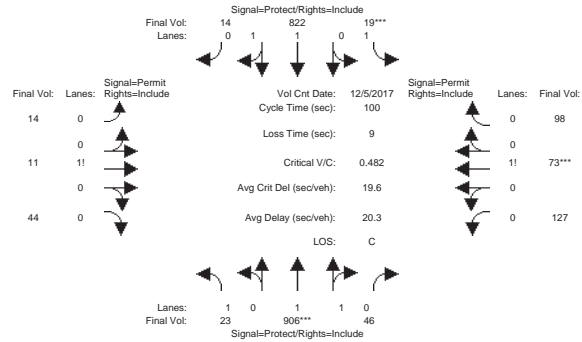 Signal=Protect/Rights=Include
Final Vol: 14 822 19***
Lanes: 0 1 1 0 1
Signal=Permit Signal=Permit
Final Vol: Lanes: Rights=Include Vol Cnt Date: 12/5/2017 Rights=Include Lanes: Final Vol:
Cycle Time (sec): 100
14 0 0 98
Loss Time (sec): 9
0 0
11 1! Critical V/C: 0.482 1! 73***
0 Avg Crit Del (sec/veh): 19.6 0
44 0 Avg Delay (sec/veh): 20.3 0 127
LOS: C
Lanes: 1 0 1 1 0
Final Vol: 23 906*** 46
Signal=Protect/Rights=Include